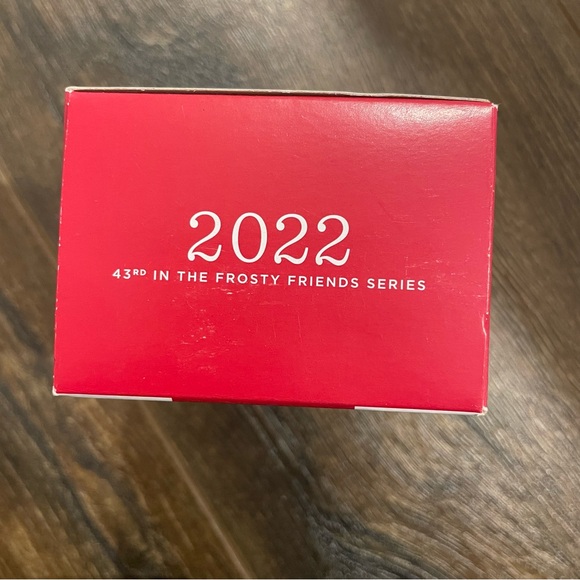 2022
43RD IN THE FROSTY FRIENDS SERIES